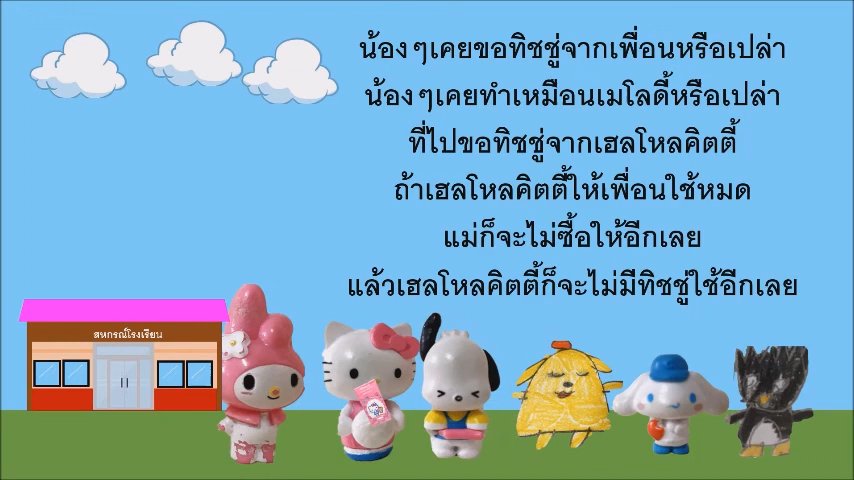 น้องๆเคยขอทิชชู่จากเพื่อนหรือเปล่า
น้องๆเคยทำเหมือนเมโลดี้หรือเปล่า
ที่ไปขอทิชชู่จากเฮลโหลคิตตี้
ถ้าเฮลโหลคิตตี้ให้เพื่อนใช้หมด
แม่ก็จะไม่ซื้อให้อีกเลย
แล้วเฮลโหลคิตตี้ก็จะไม่มีทิชชู่ใช้อีกเลย
สหกรณ์โรงเรียน